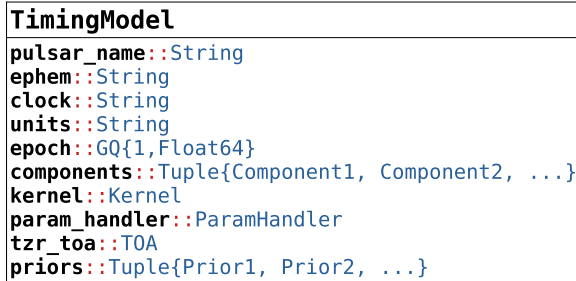 TimingModel
pulsar_name::String
ephem::String
clock::String
units::String
epoch::GQ{1,Float64}
components::Tuple{Component1, Component2, ...}
kernel::Kernel
param_handler::ParamHandler
tzr_toa::TOA
priors::Tuple{Prior1, Prior2, ...}